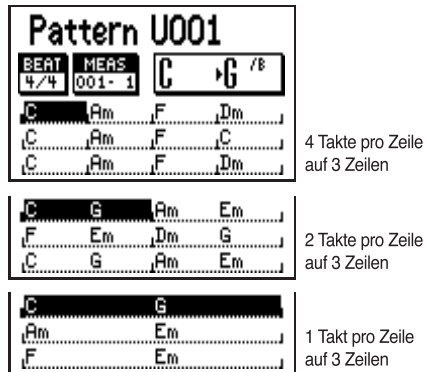 Pattern U001
BEAT MEAS
4/4 001- 1 C ▸G /B
C Am F Dm
C Am F C 4 Takte pro Zeile
C Am F Dm auf 3 Zeilen
C G Am Em
F Em Dm G 2 Takte pro Zeile
C G Am Em auf 3 Zeilen
C G
Am Em 1 Takt pro Zeile
F Em auf 3 Zeilen